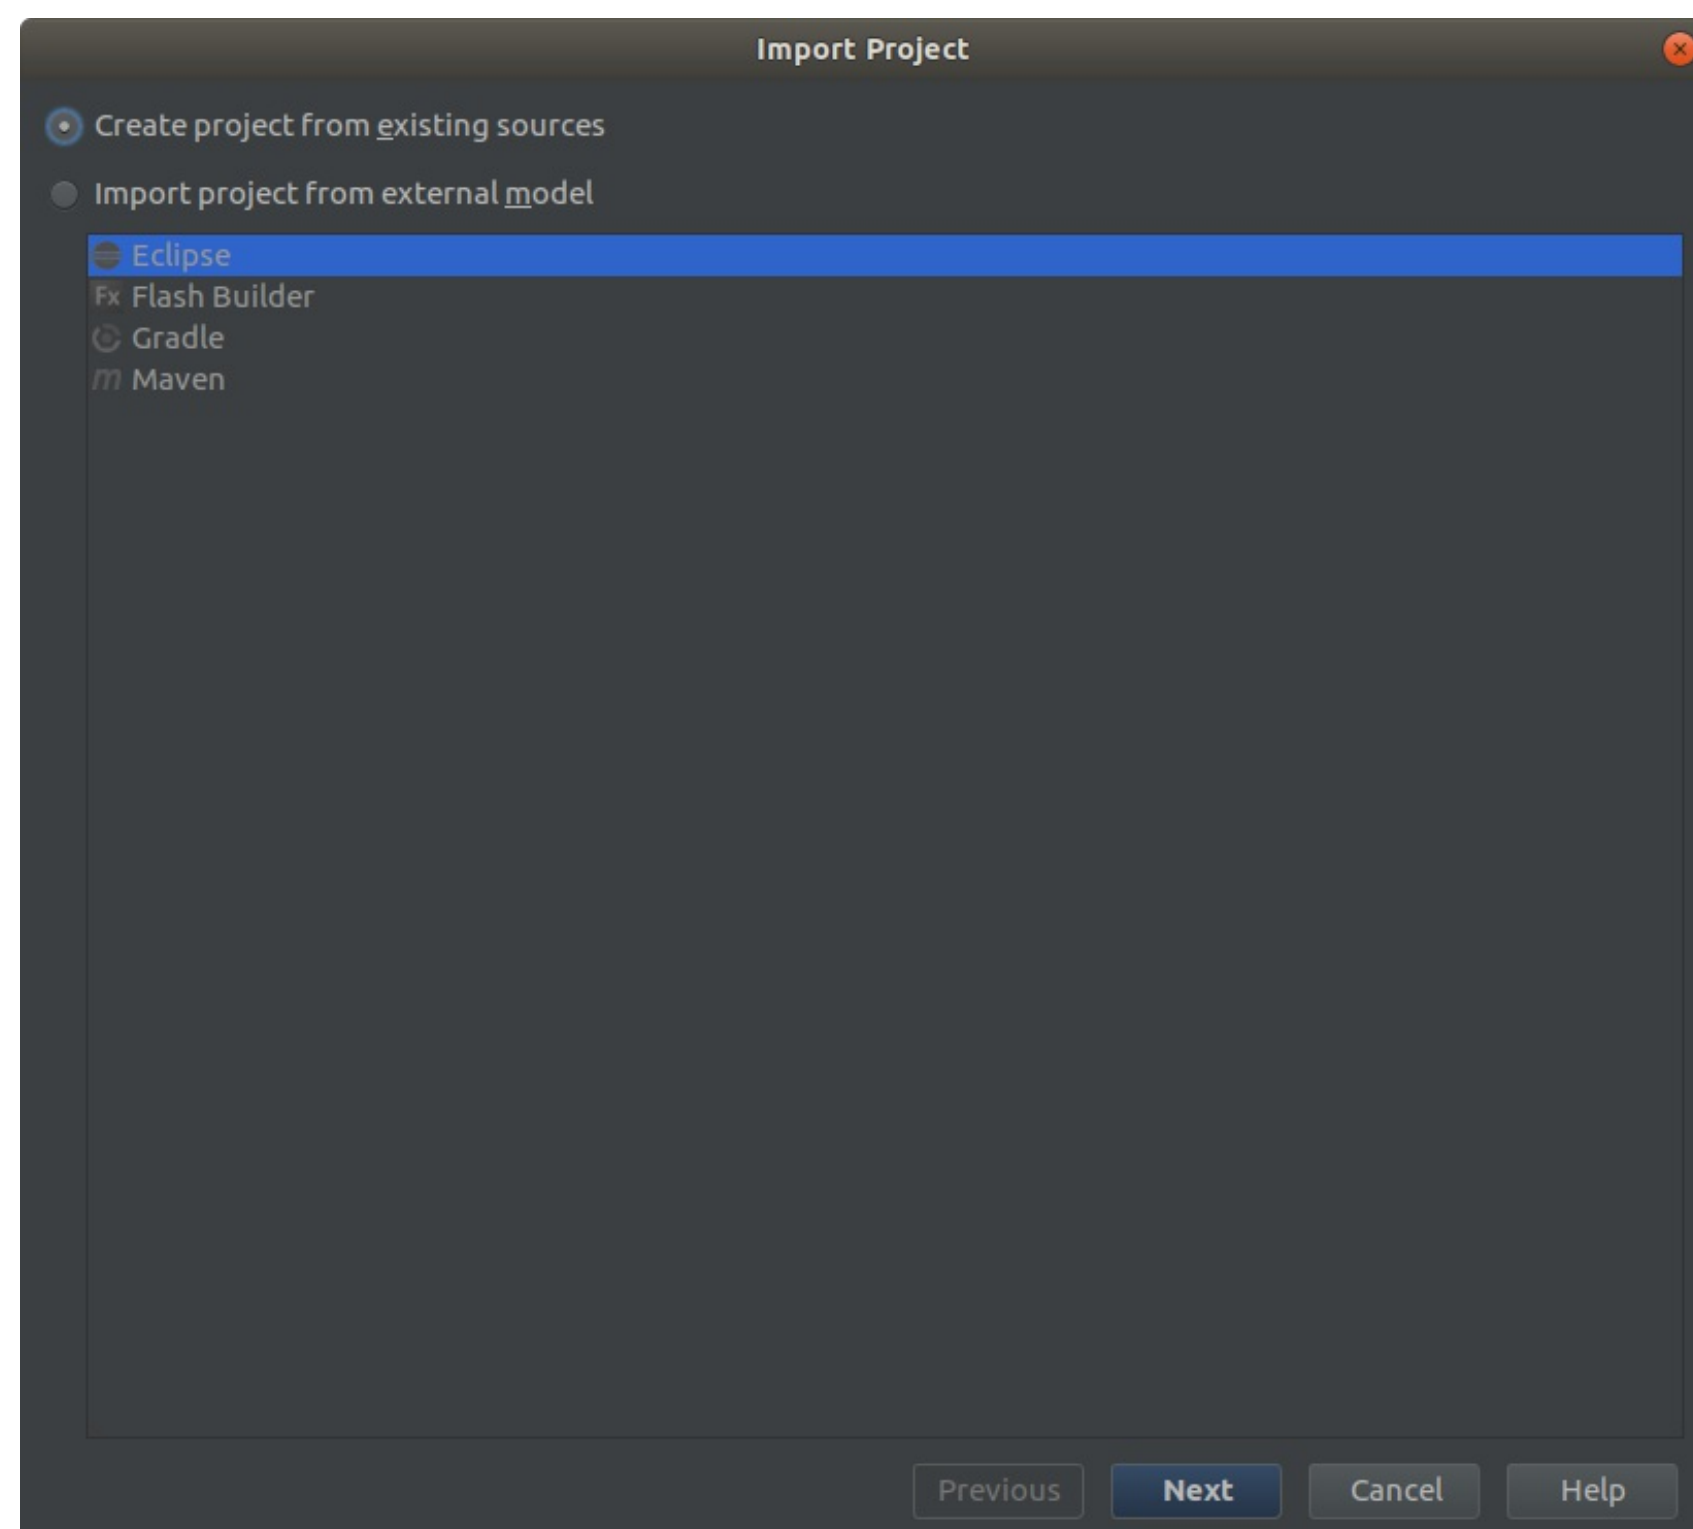 Import Project
Create project from existing sources
Import project from external model
Eclipse
Fx Flash Builder
Gradle
m Maven
Previous Next Cancel Help